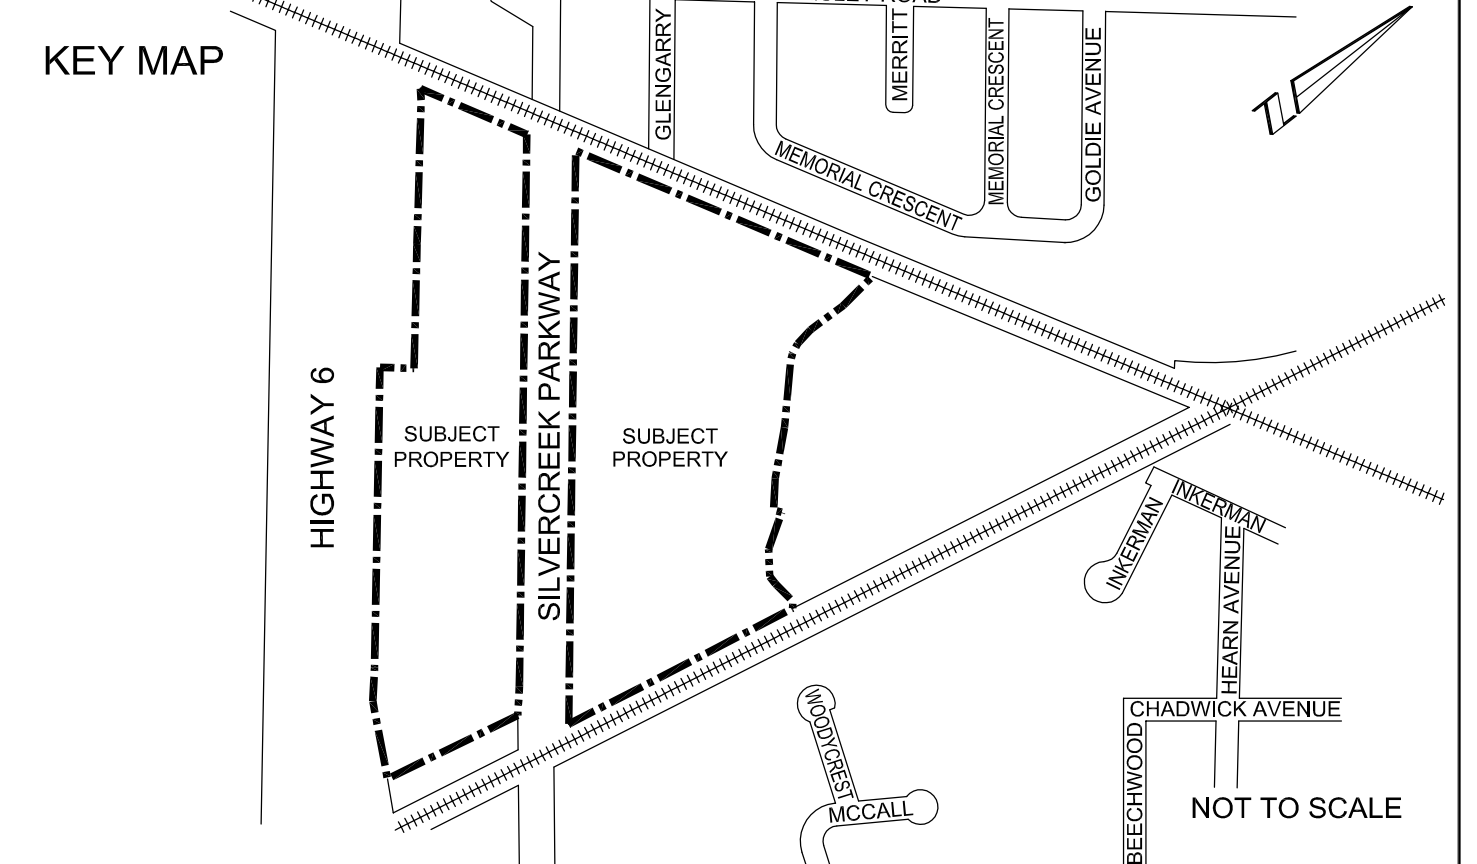 ROAD
KEY MAP
GLENGARRY
MERRITT
MEMORIAL CRESCENT
GOLDIE AVENUE
MEMORIAL CRESCENT
N
HIGHWAY 6
SUBJECT
PROPERTY
SILVERCREEK PARKWAY
SUBJECT
PROPERTY
INKERMAN
INKERMAN
HEARN AVENUE
CHADWICK AVENUE
WOODYCREST
MCCALL
BEECHWOOD
NOT TO SCALE